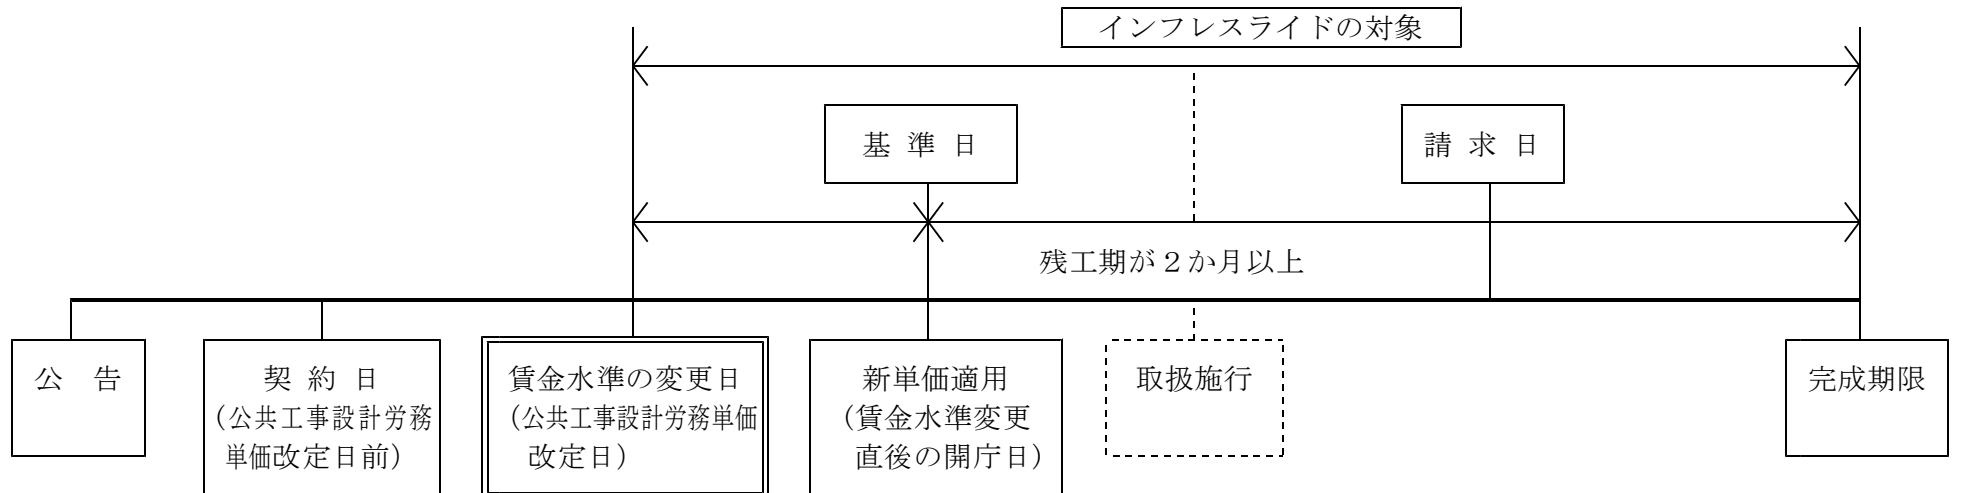 インフレスライドの対象
基 準 日
請 求 日
残工期が２か月以上
公　告
契 約 日
（公共工事設計労務
単価改定日前）
賃金水準の変更日
（公共工事設計労務単価
改定日）
新単価適用
（賃金水準変更
直後の開庁日）
取扱施行
完成期限